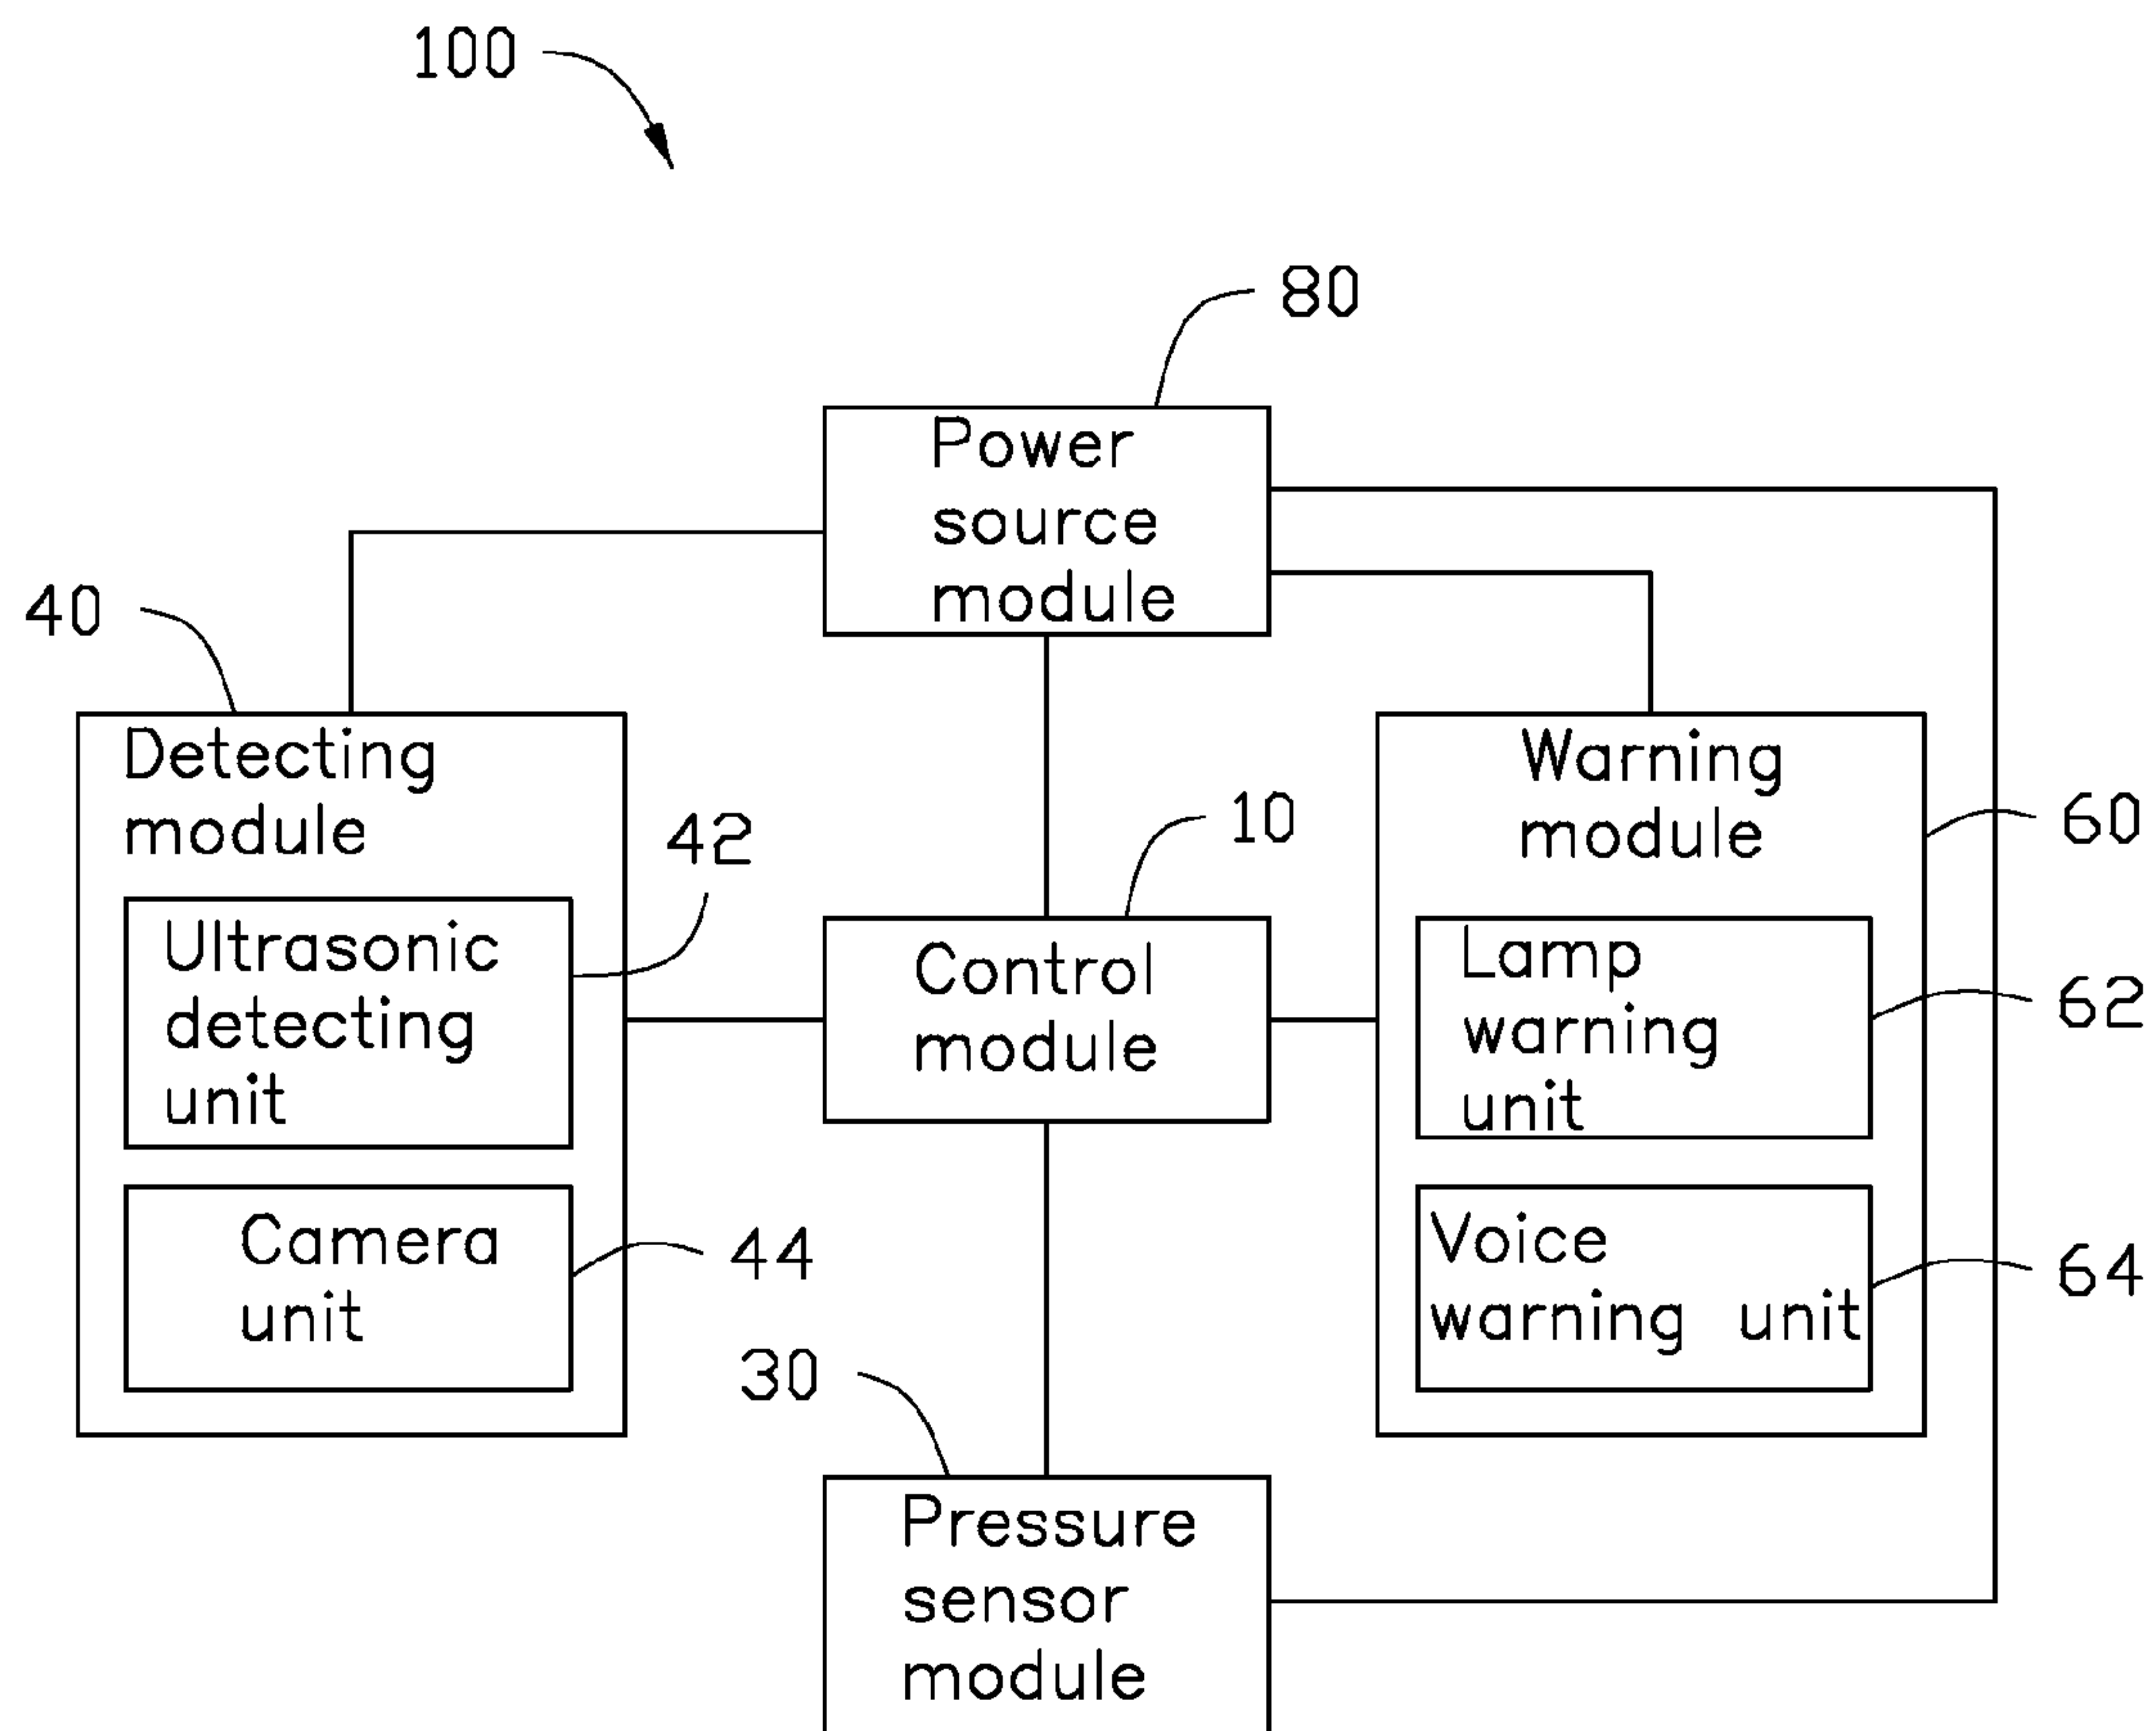 100
80
Power
source
module
40
Detecting
module
42
Ultrasonic
detecting
unit
Camera
unit
44
10
Control
module
Warning
module
60
Lamp
warning
unit
62
Voice
warning unit
64
30
Pressure
sensor
module